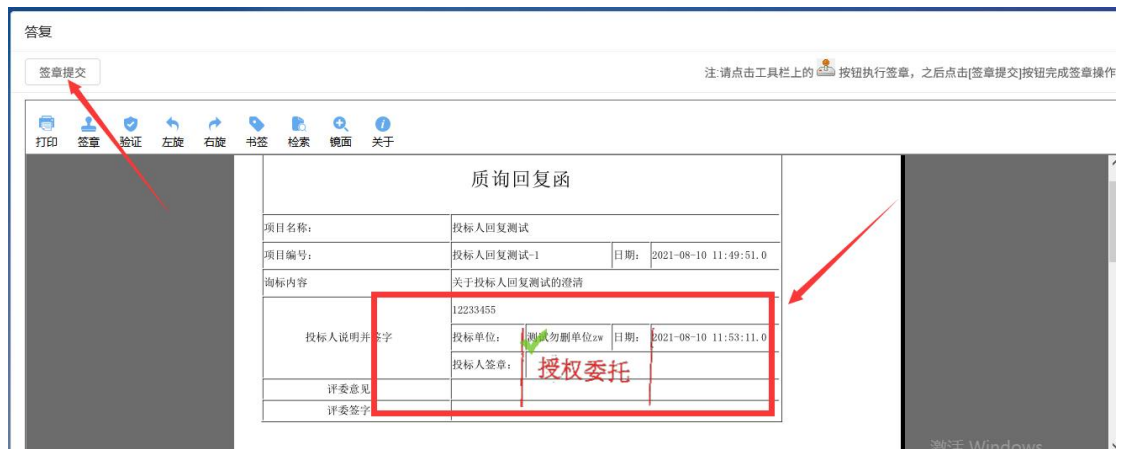 答复
签章提交
注:请点击工具栏上的 按钮执行签章，之后点击[签章提交]按钮完成签章操作
打印 签章 验证 左旋 右旋 书签 检索 镜面 关于
质询回复函
项目名称： 投标人回复测试
项目编号： 投标人回复测试-1 日期： 2021-08-10 11:49:51.0
询标内容 关于投标人回复测试的澄清
12233455
投标人说明并签字 投标单位： 测试勿删单位zw 日期： 2021-08-10 11:53:11.0
投标人签章： 授权委托
评委意见
评委签字
激活 Windows